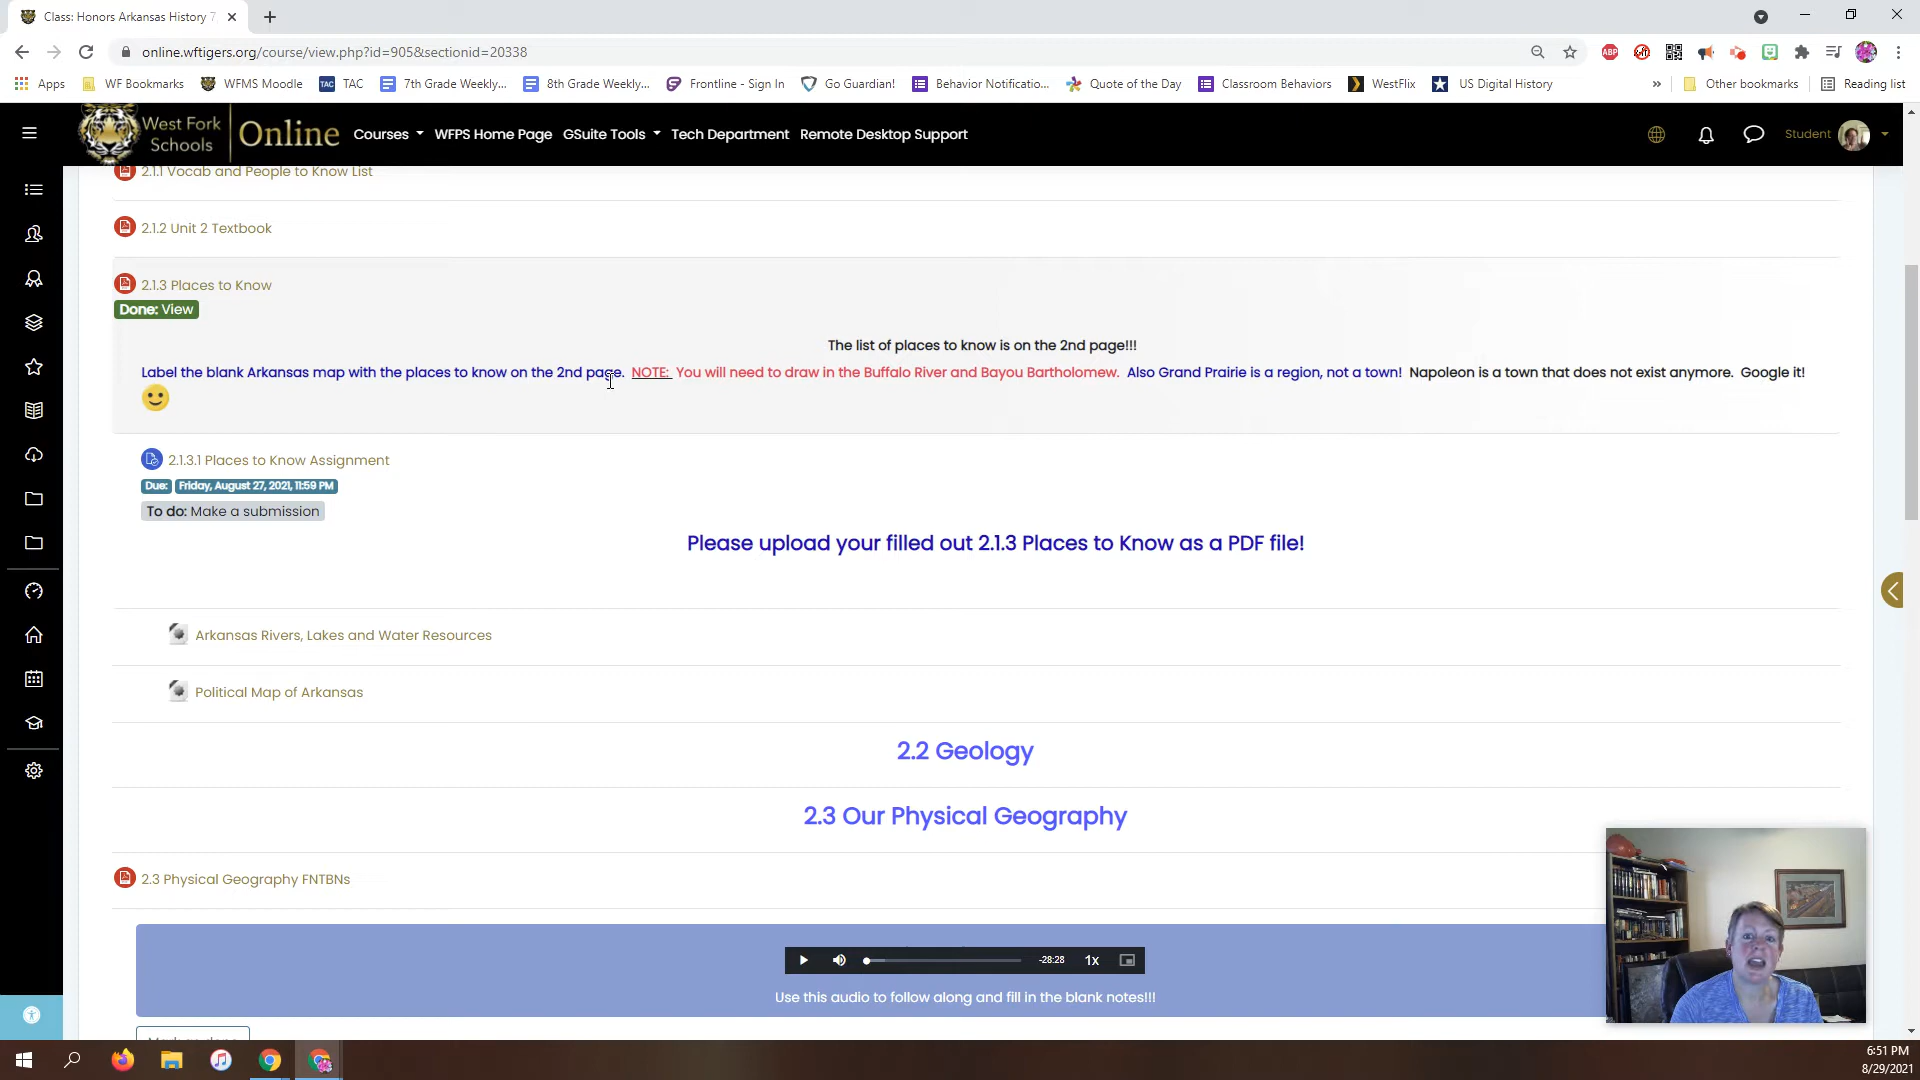 Class: Honors Arkansas History 7
online.wftigers.org/course/view.php?id=905&sectionid=20338
ABP
Apps
WF Bookmarks
WFMS Moodle
TAC
TAC
7th Grade Weekly...
8th Grade Weekly...
Frontline - Sign In
Go Guardian!
Behavior Notificatio...
Quote of the Day
Classroom Behaviors
WestFlix
US Digital History
»
Other bookmarks
Reading list
West Fork
Schools
Online
Courses
WFPS Home Page
GSuite Tools
Tech Department
Remote Desktop Support
Student
2.1.1 Vocab and People to Know List
2.1.2 Unit 2 Textbook
2.1.3 Places to Know
Done: View
The list of places to know is on the 2nd page!!!
Label the blank Arkansas map with the places to know on the 2nd page. NOTE: You will need to draw in the Buffalo River and Bayou Bartholomew. Also Grand Prairie is a region, not a town! Napoleon is a town that does not exist anymore. Google it!
2.1.3.1 Places to Know Assignment
Due: Friday, August 27, 2021, 11:59 PM
To do: Make a submission
Please upload your filled out 2.1.3 Places to Know as a PDF file!
Arkansas Rivers, Lakes and Water Resources
Political Map of Arkansas
2.2 Geology
2.3 Our Physical Geography
2.3 Physical Geography FNTBNs
-28:28
1x
Use this audio to follow along and fill in the blank notes!!!
6:51 PM
8/29/2021